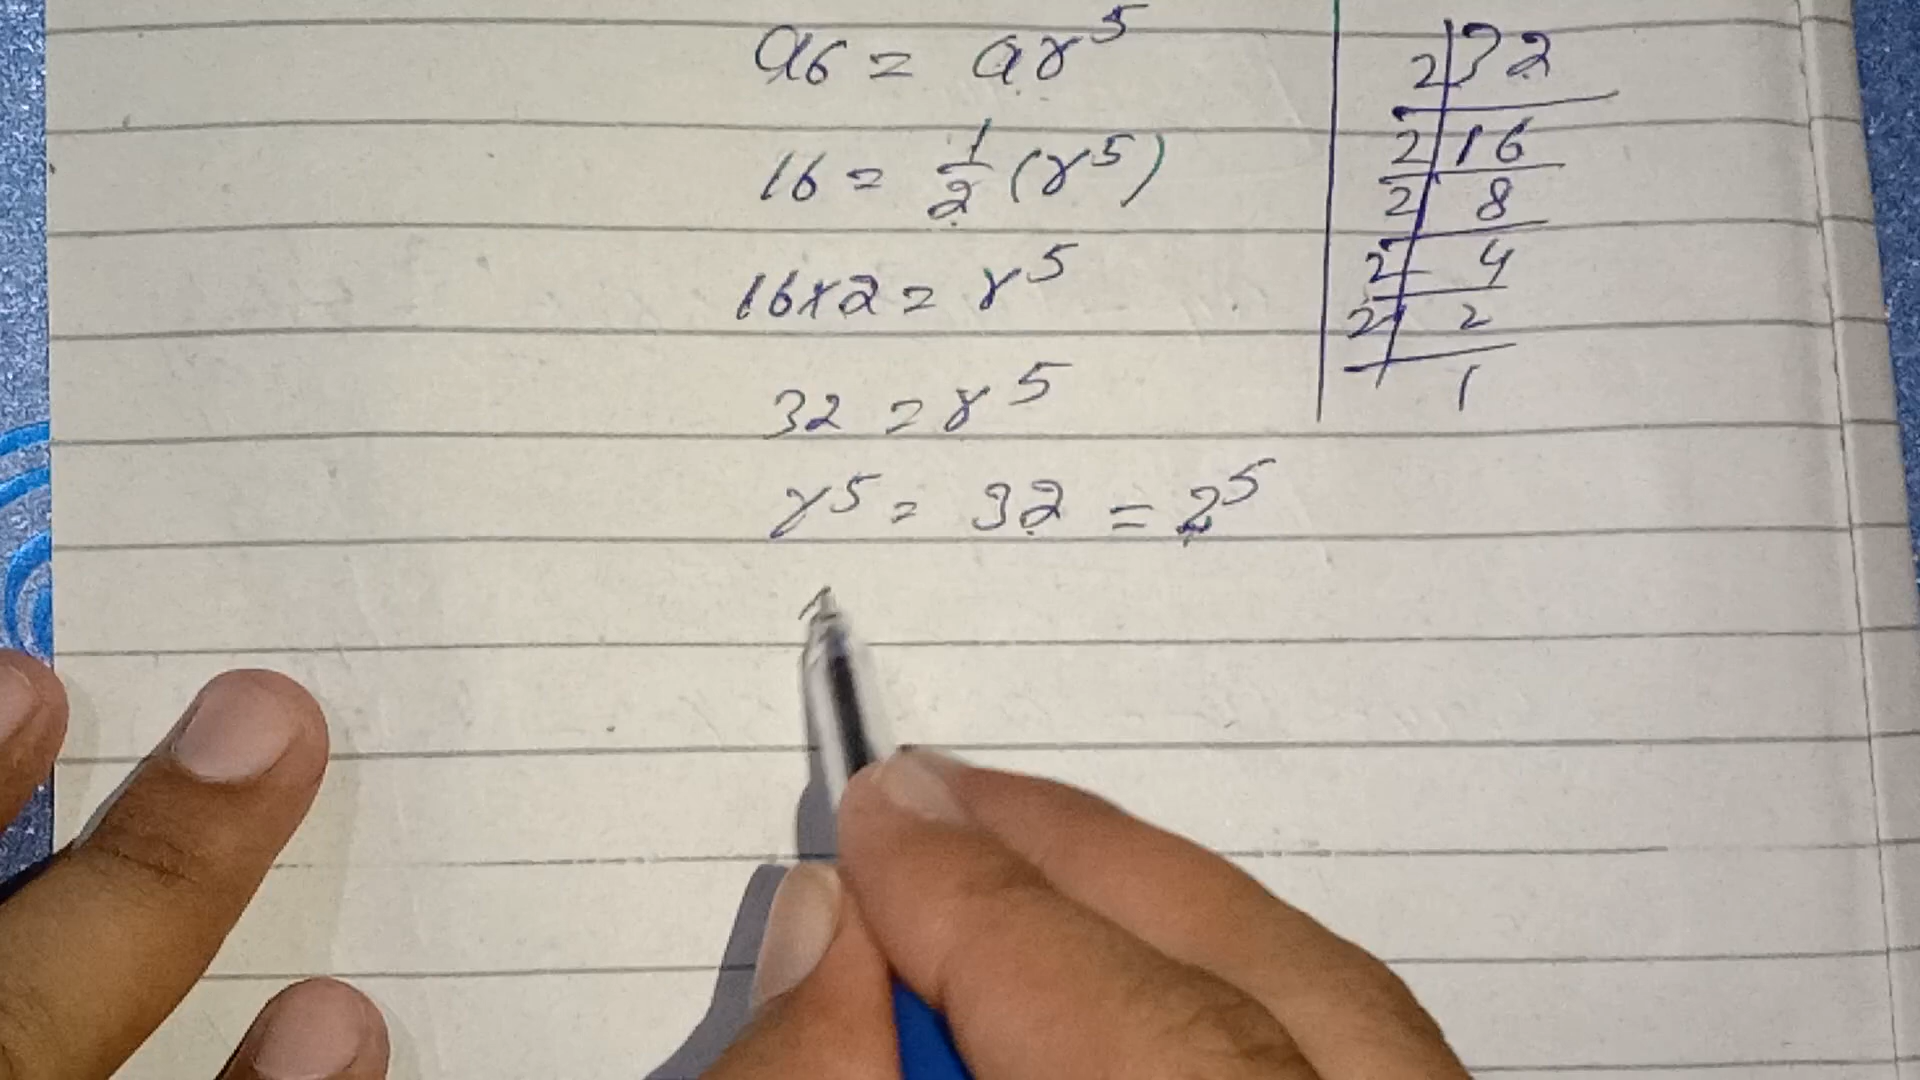 a6 = ar^5
16 = 1/2 (r^5)
16×2 = r^5
32 = r^5
r^5 = 32 = 2^5
2 | 32
2 | 16
2 | 8
2 | 4
2 | 2
1